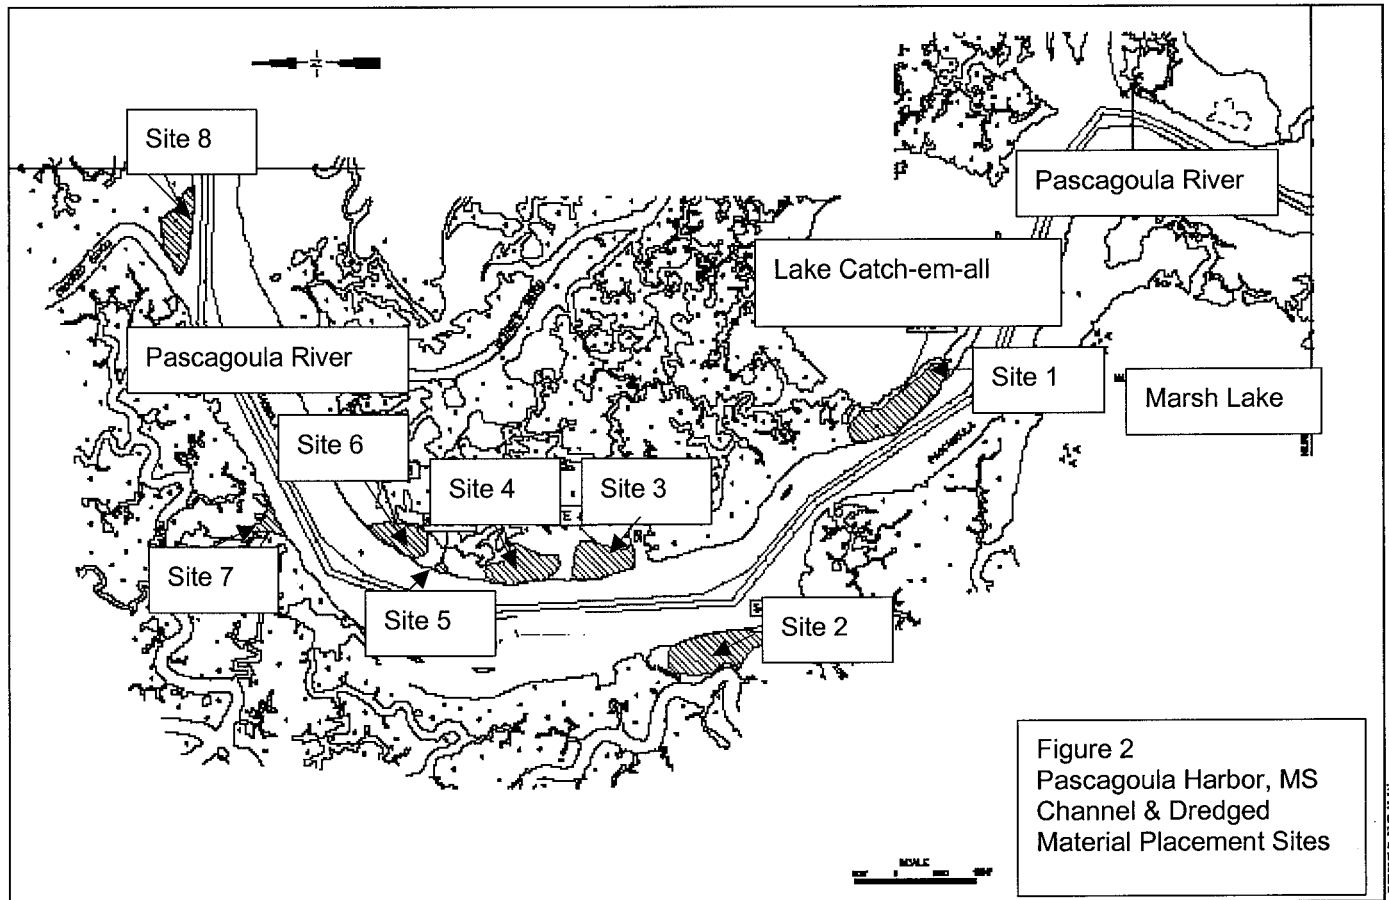 Site 8
Pascagoula River
Lake Catch-em-all
Site 1
Pascagoula River
Marsh Lake
Site 6
Site 4
Site 3
Site 7
Site 5
Site 2
Figure 2
Pascagoula Harbor, MS
Channel & Dredged
Material Placement Sites
SCALE